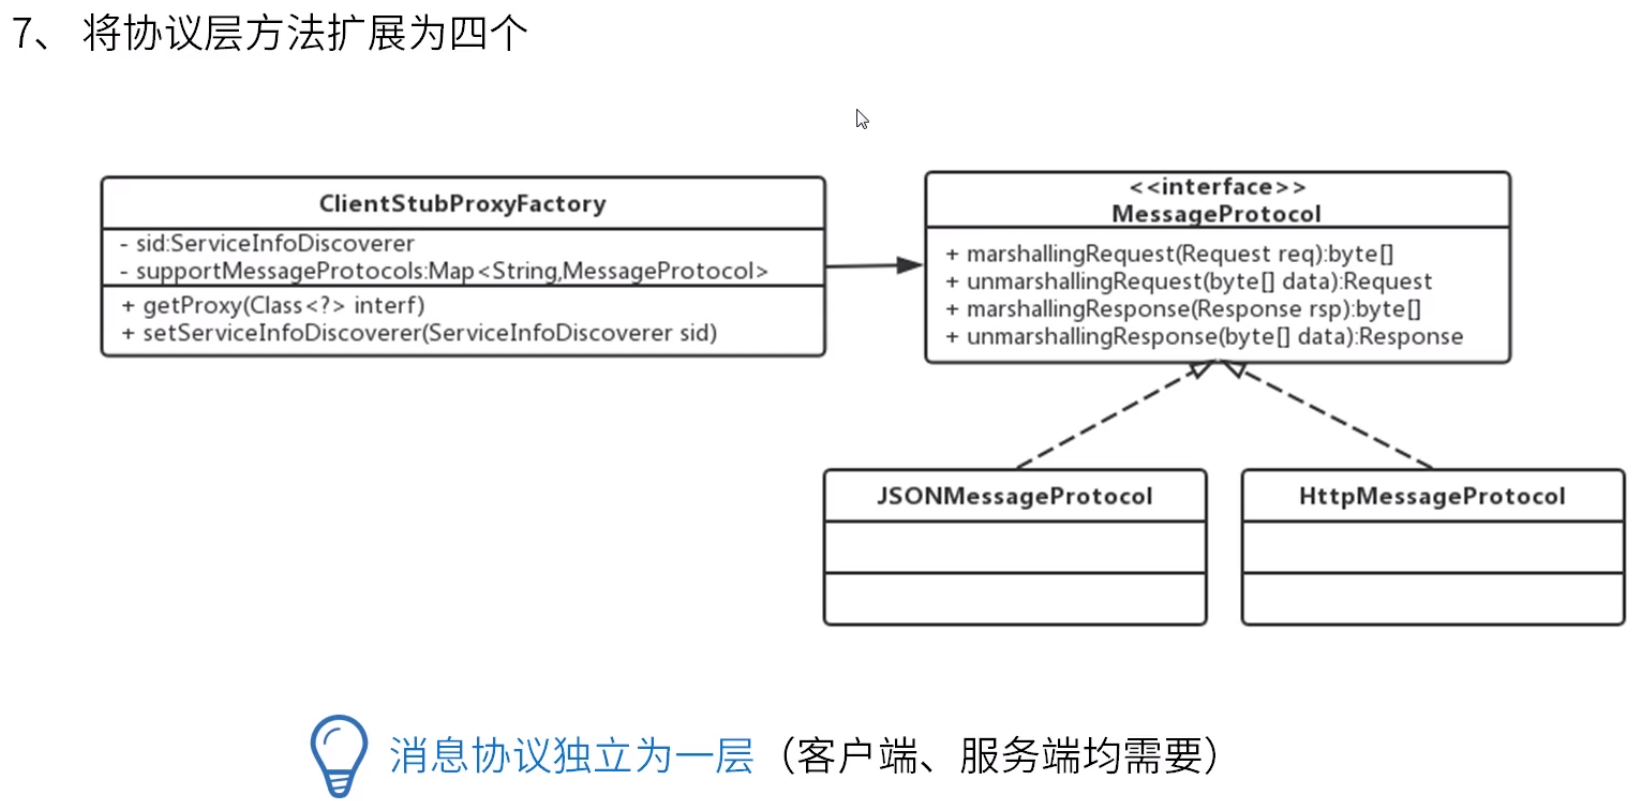 7、 将协议层方法扩展为四个
ClientStubProxyFactory
- sid:ServiceInfoDiscoverer
- supportMessageProtocols:Map<String,MessageProtocol>
+ getProxy(Class<?> interf)
+ setServiceInfoDiscoverer(ServiceInfoDiscoverer sid)
<<interface>>
MessageProtocol
+ marshallingRequest(Request req):byte[]
+ unmarshallingRequest(byte[] data):Request
+ marshallingResponse(Response rsp):byte[]
+ unmarshallingResponse(byte[] data):Response
JSONMessageProtocol
HttpMessageProtocol
消息协议独立为一层（客户端、服务端均需要）